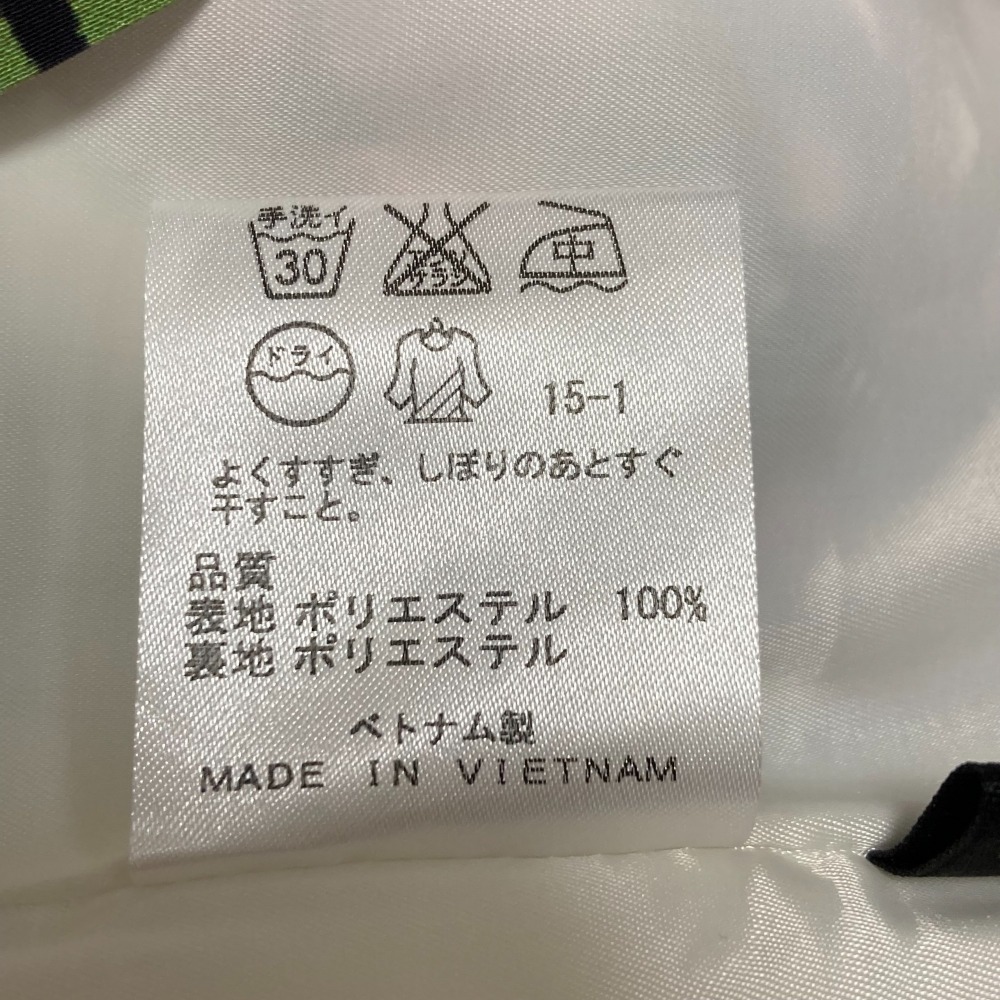 手洗イ
30
中
ドライ
15-1
よくすすぎ、しぼりのあとすぐ
干すこと。
品質
表地 ポリエステル 100%
裏地 ポリエステル
ベトナム製
MADE IN VIETNAM